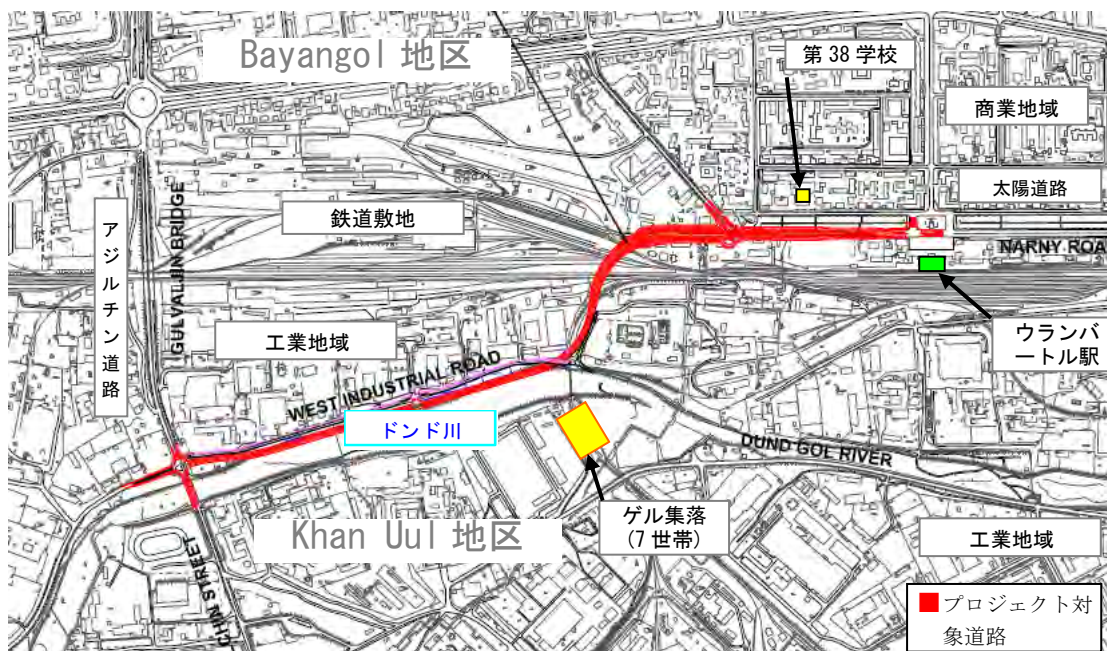 Bayangol 地区
第 38 学校
商業地域
太陽道路
鉄道敷地
NARNY ROA
アジルチン道路
GURVALJIN BRIDGE
工業地域
ウランバ
ートル駅
WEST INDUSTRIAL ROAD
ドンド川
DUND GOL RIVER
ゲル集落
(7 世帯)
Khan Uul 地区
工業地域
CHIN STREET
プロジェクト対
象道路